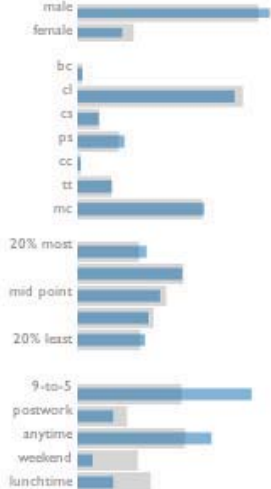 male
female
bc
cl
cs
ps
cc
tt
mc
20% most
mid point
20% least
9-to-5
postwork
anytime
weekend
lunchtime